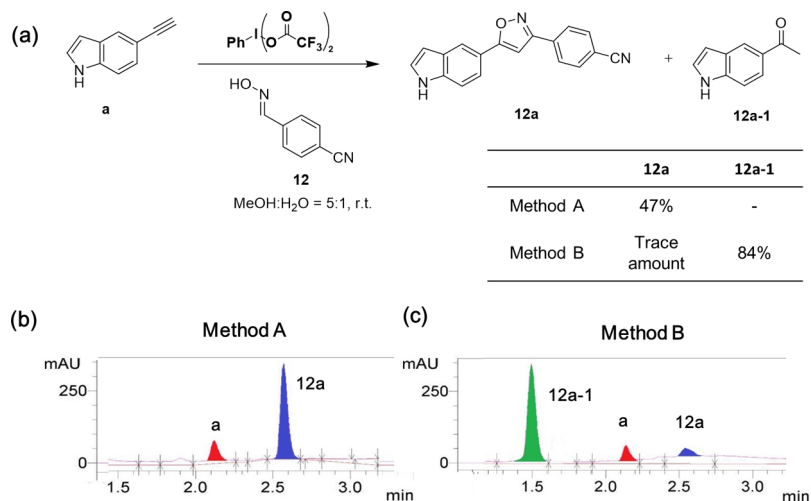 (a)
Ph I ( O O CF₃ )₂
HO N
CN
N H
a
12
MeOH:H₂O = 5:1, r.t.
O N
CN
N H
12a
+
O
N H
12a-1
12a 12a-1
Method A 47% -
Method B Trace amount 84%
(b)
Method A
mAU
250
0
a
12a
1.5 2.0 2.5 3.0
min
(c)
Method B
mAU
250
0
12a-1
a
12a
1.5 2.0 2.5 3.0
min